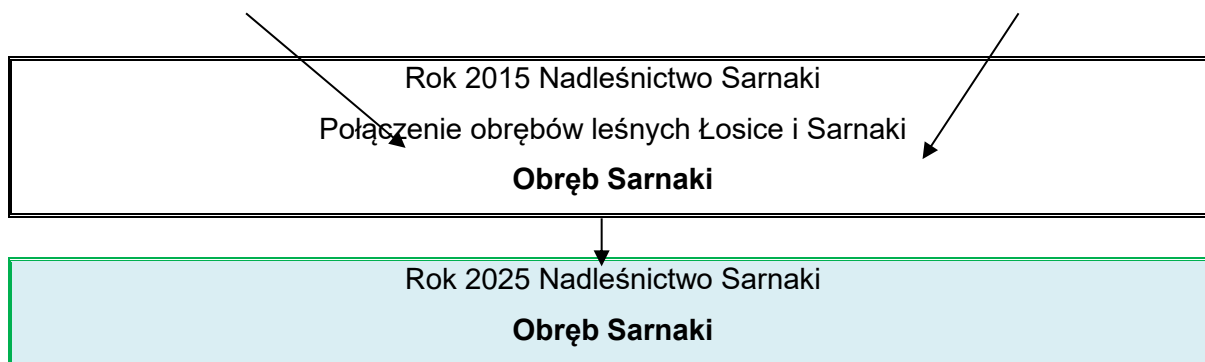 Rok 2015 Nadleśnictwo Sarnaki
Połączenie obrębów leśnych Łosice i Sarnaki
Obręb Sarnaki
Rok 2025 Nadleśnictwo Sarnaki
Obręb Sarnaki